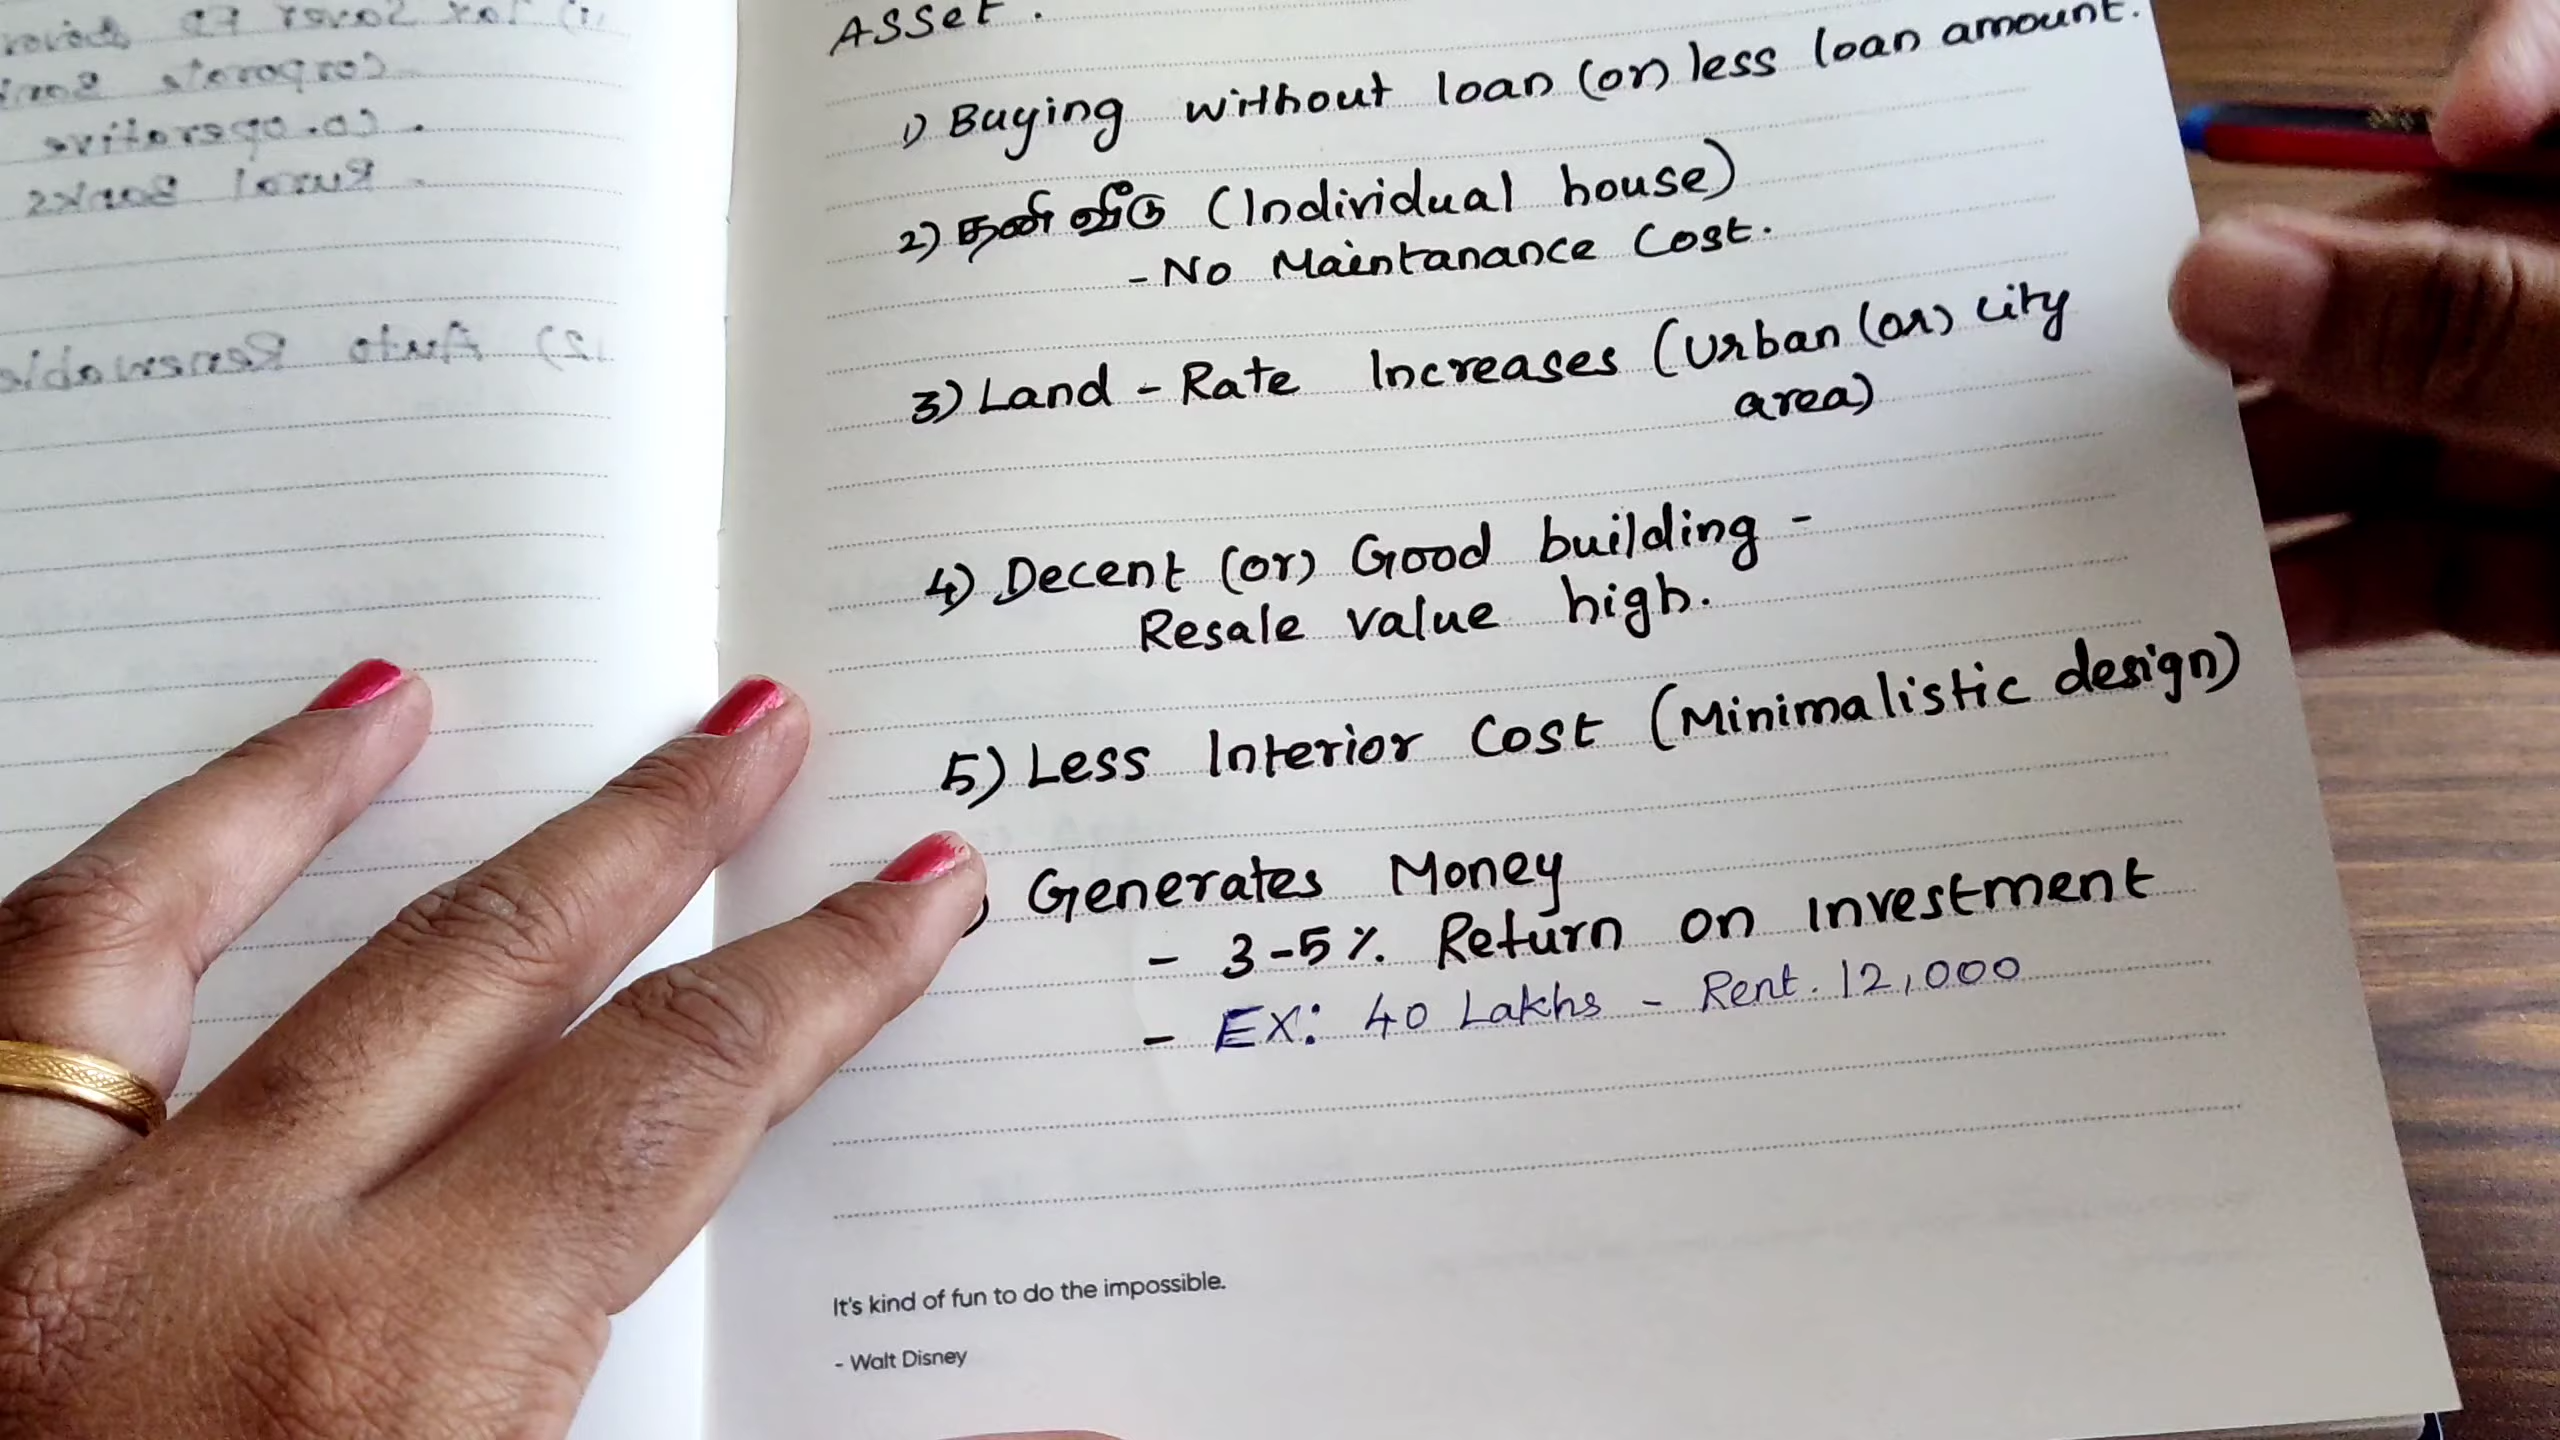 Asset.
1) Buying without loan (or) less loan amount.
2) தனி வீடு (Individual house)
- No Maintanance Cost.
3) Land - Rate Increases (Urban (or) city
area)
4) Decent (or) Good building -
Resale value high.
5) Less Interior Cost (Minimalistic design)
) Generates Money
- 3-5% Return on investment
- EX: 40 Lakhs - Rent. 12,000
It's kind of fun to do the impossible.
- Walt Disney